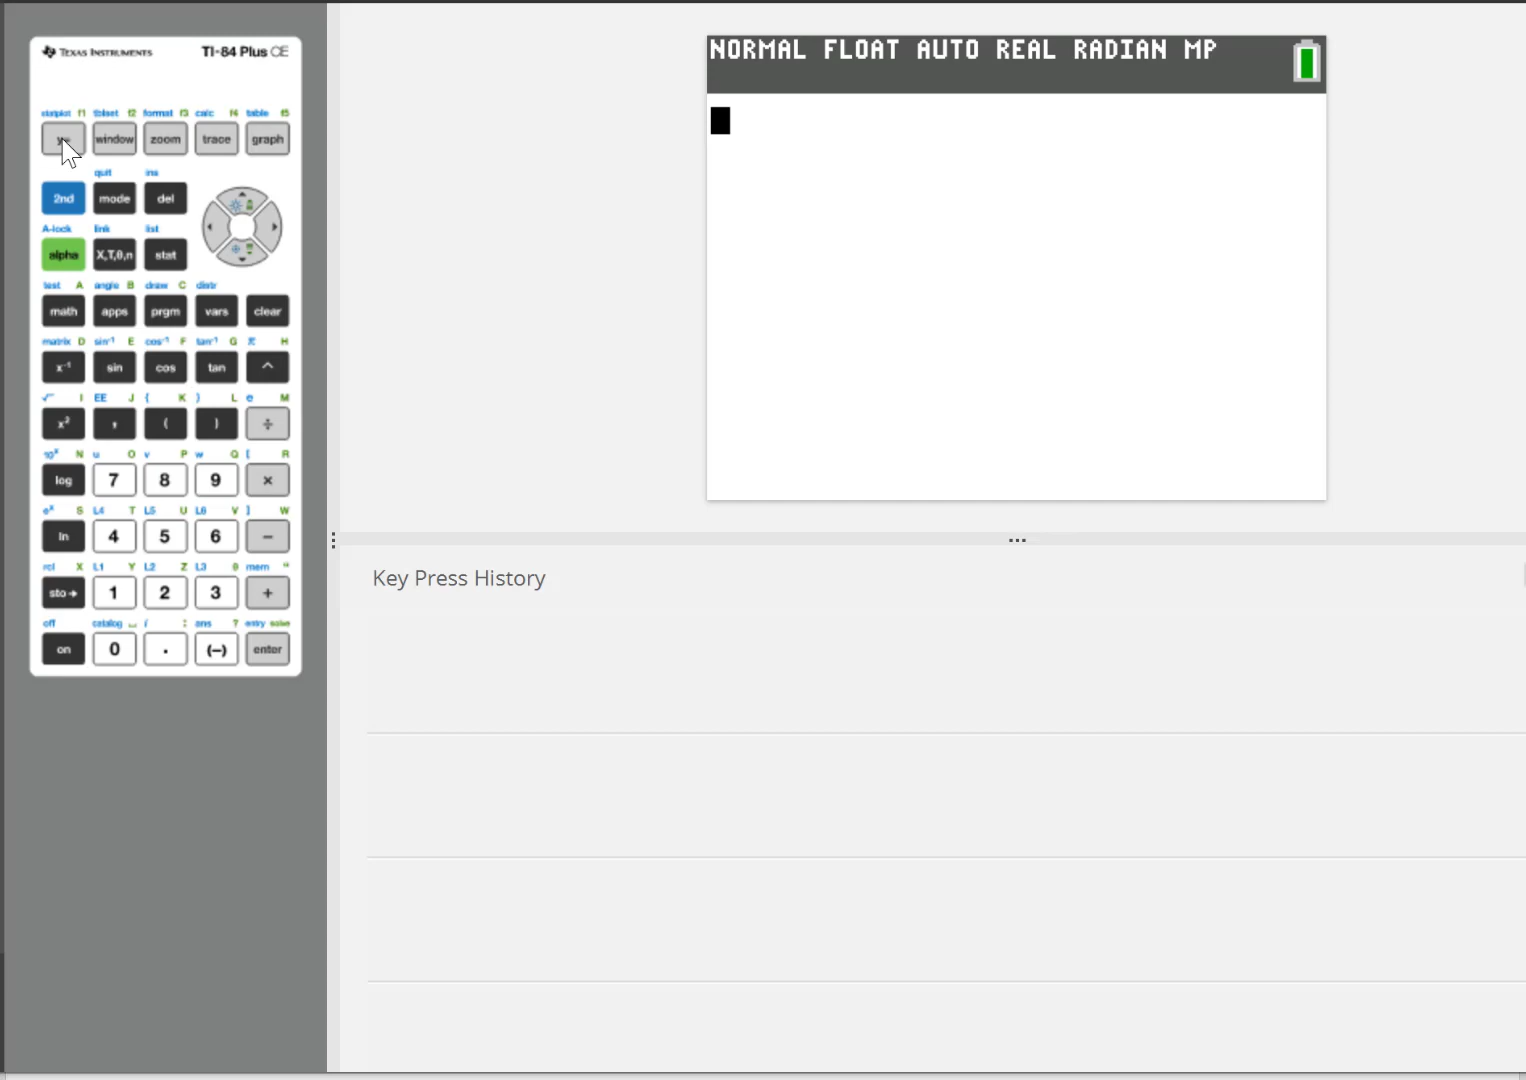 TEXAS INSTRUMENTS TI-84 Plus CE
NORMAL FLOAT AUTO REAL RADIAN MP
statplot f1 tblset f2 format f3 calc f4 table f5
y= window zoom trace graph
quit ins
2nd mode del
A-lock link list
alpha X,T,θ,n stat
test A angle B draw C distr
math apps prgm vars clear
matrix D sin⁻¹ E cos⁻¹ F tan⁻¹ G π H
x⁻¹ sin cos tan ^
√ I EE J { K } L e M
x² , ( ) ÷
10ˣ N u O v P w Q [ R
log 7 8 9 ×
eˣ S L4 T L5 U L6 V ] W
ln 4 5 6 −
rcl X L1 Y L2 Z L3 θ mem "
sto→ 1 2 3 +
off catalog ⎵ i : ans ? entry solve
on 0 . (−) enter
Key Press History